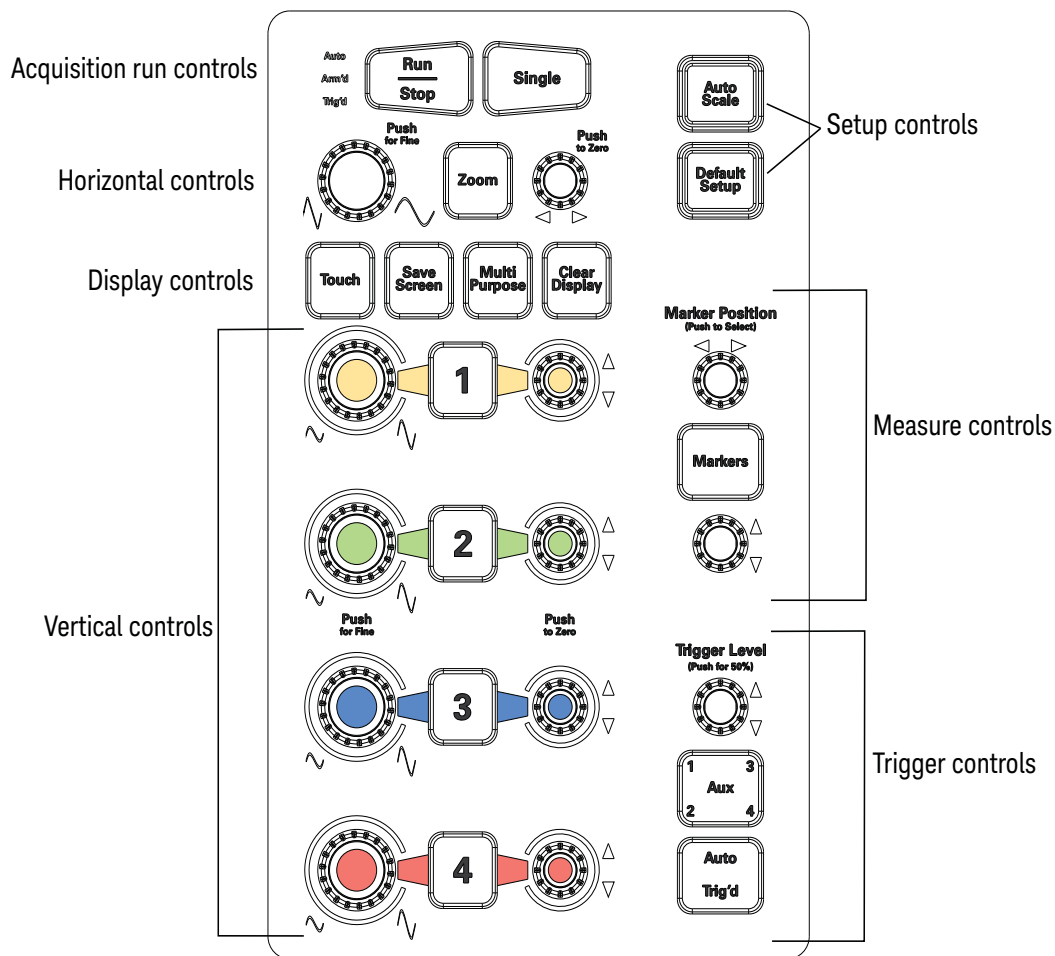 Acquisition run controls
Auto
Arm'd
Trig'd
Run
Stop
Single
Auto
Scale
Setup controls
Default
Setup
Horizontal controls
Push
for Fine
Zoom
Push
to Zero
Display controls
Touch
Save
Screen
Multi
Purpose
Clear
Display
Marker Position
(Push to Select)
Markers
Measure controls
Vertical controls
1
2
Push
for Fine
Push
to Zero
3
4
Trigger Level
(Push for 50%)
1 3
Aux
2 4
Auto
Trig'd
Trigger controls